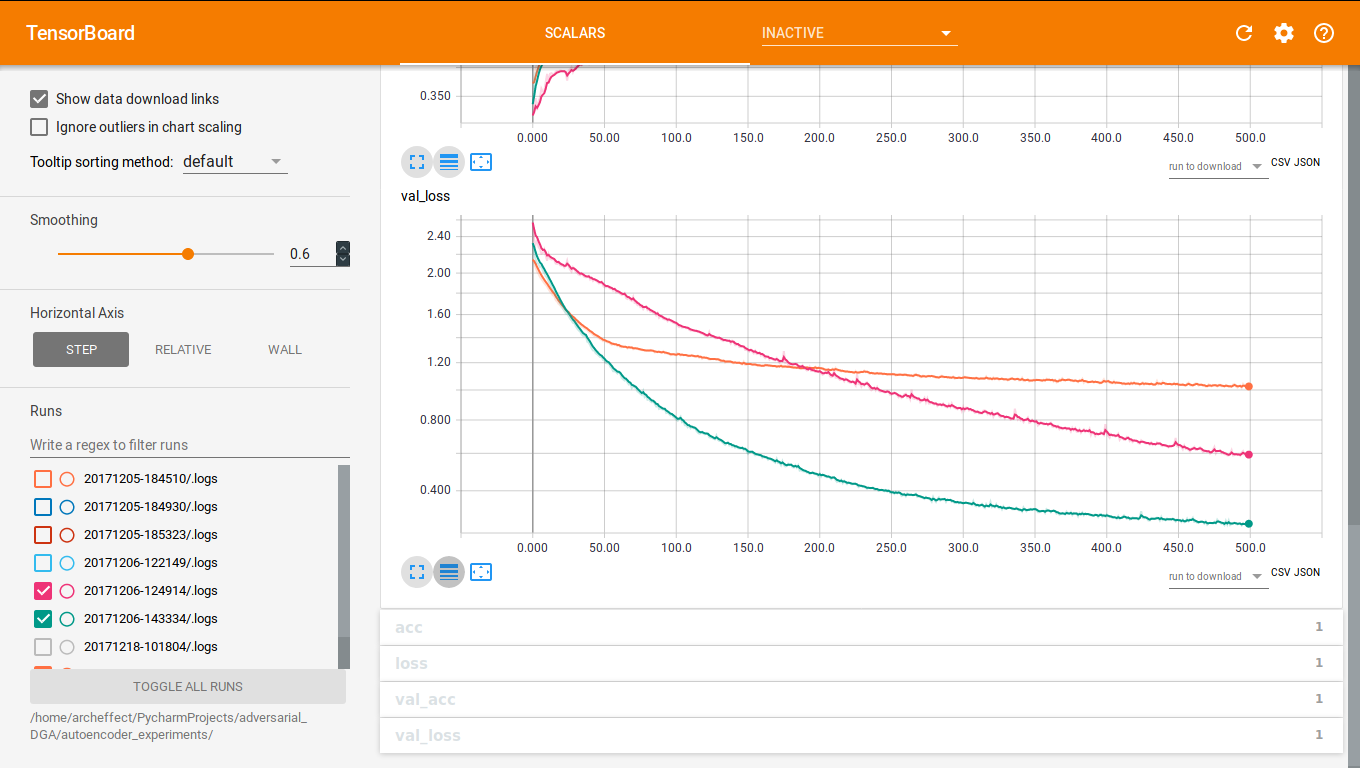 TensorBoard
SCALARS
INACTIVE
Show data download links
Ignore outliers in chart scaling
Tooltip sorting method: default
Smoothing
0.6
Horizontal Axis
STEP RELATIVE WALL
Runs
Write a regex to filter runs
20171205-184510/.logs
20171205-184930/.logs
20171205-185323/.logs
20171206-122149/.logs
20171206-124914/.logs
20171206-143334/.logs
20171218-101804/.logs
TOGGLE ALL RUNS
/home/archeffect/PycharmProjects/adversarial_
DGA/autoencoder_experiments/
0.350
0.000 50.00 100.0 150.0 200.0 250.0 300.0 350.0 400.0 450.0 500.0
run to download CSV JSON
val_loss
2.40
2.00
1.60
1.20
0.800
0.400
0.000 50.00 100.0 150.0 200.0 250.0 300.0 350.0 400.0 450.0 500.0
run to download CSV JSON
acc 1
loss 1
val_acc 1
val_loss 1